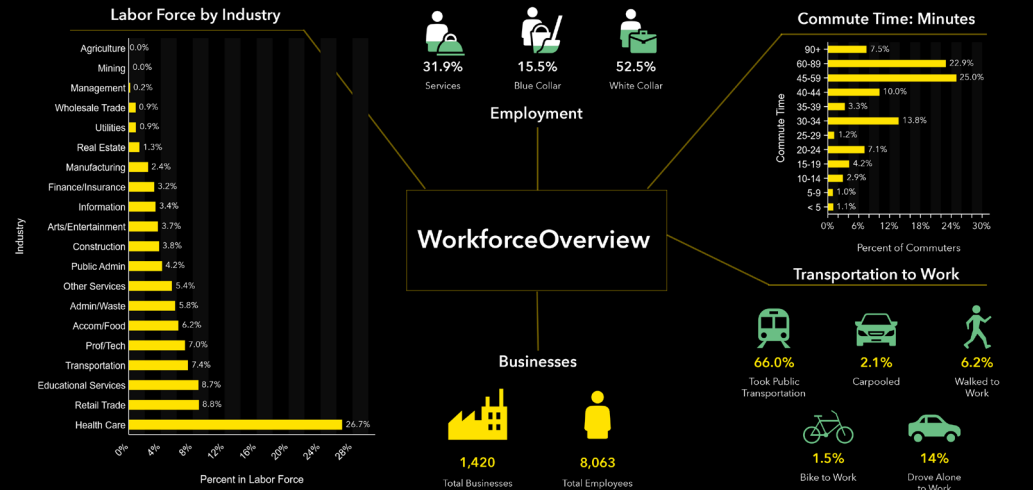 Labor Force by Industry
Industry
Agriculture 0.0%
Mining 0.0%
Management 0.2%
Wholesale Trade 0.9%
Utilities 0.9%
Real Estate 1.3%
Manufacturing 2.4%
Finance/Insurance 3.2%
Information 3.4%
Arts/Entertainment 3.7%
Construction 3.8%
Public Admin 4.2%
Other Services 5.4%
Admin/Waste 5.8%
Accom/Food 6.2%
Prof/Tech 7.0%
Transportation 7.4%
Educational Services 8.7%
Retail Trade 8.8%
Health Care 26.7%
0% 4% 8% 12% 16% 20% 24% 28%
Percent in Labor Force
31.9% 15.5% 52.5%
Services Blue Collar White Collar
Employment
WorkforceOverview
Businesses
1,420 8,063
Total Businesses Total Employees
Commute Time: Minutes
Commute Time
90+ 7.5%
60-89 22.9%
45-59 25.0%
40-44 10.0%
35-39 3.3%
30-34 13.8%
25-29 1.2%
20-24 7.1%
15-19 4.2%
10-14 2.9%
5-9 1.0%
< 5 1.1%
0% 6% 12% 18% 24% 30%
Percent of Commuters
Transportation to Work
66.0% 2.1% 6.2%
Took Public Carpooled Walked to
Transportation Work
1.5% 14%
Bike to Work Drove Alone
to Work